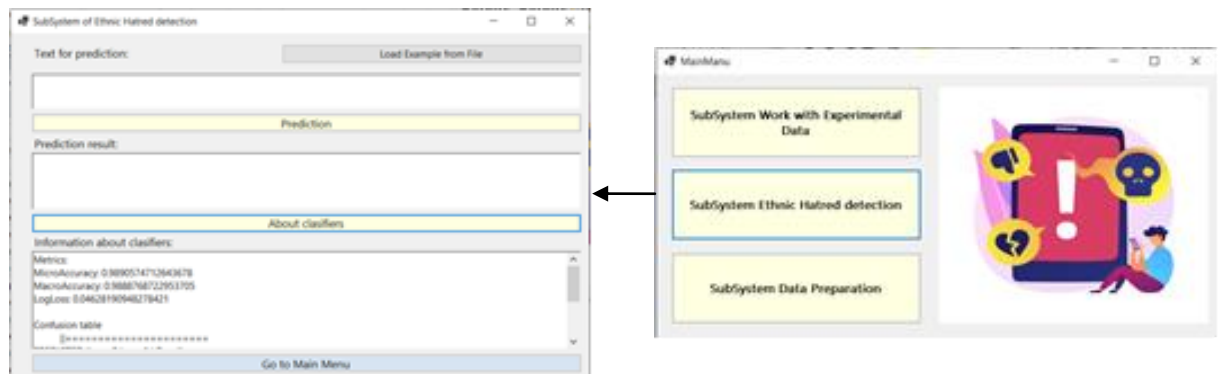 SubSystem of Ethnic Hatred detection
Text for prediction:
Load Example from File
Prediction
Prediction result:
About clasifiers
Information about clasifiers:
Metrics:
MicroAccuracy: 0.9890574712643678
MacroAccuracy: 0.9888768722953705
LogLoss: 0.04628190948278421
Confusion table
||======================
Go to Main Menu
MainManu
SubSystem Work with Experimental
Data
SubSystem Ethnic Hatred detection
SubSystem Data Preparation